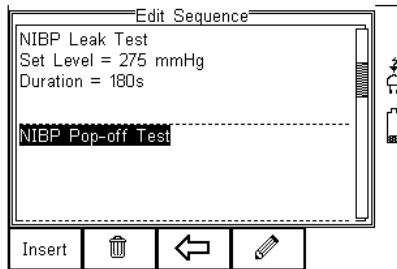 Edit Sequence
NIBP Leak Test
Set Level = 275 mmHg
Duration = 180s
NIBP Pop-off Test
Insert